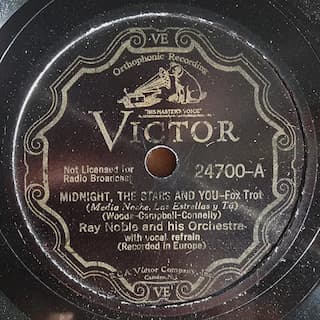 VE
Orthophonic Recording
"HIS MASTER'S VOICE"
VICTOR
Not Licensed for
Radio Broadcast
24700-A
MIDNIGHT, THE STARS AND YOU-Fox Trot
(Media Noche, Las Estrellas y Tú)
(Woods-Campbell-Connelly)
Ray Noble and his Orchestra
with vocal refrain
(Recorded in Europe)
Victor Company,
Camden, N.J.
VE